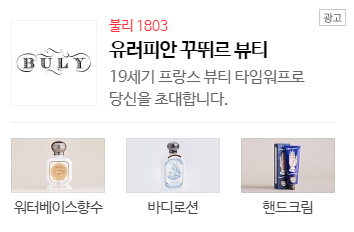 광고
불리 1803
BULY
유러피안 꾸뛰르 뷰티
19세기 프랑스 뷰티 타임워프로
당신을 초대합니다.
워터베이스향수
바디로션
핸드크림